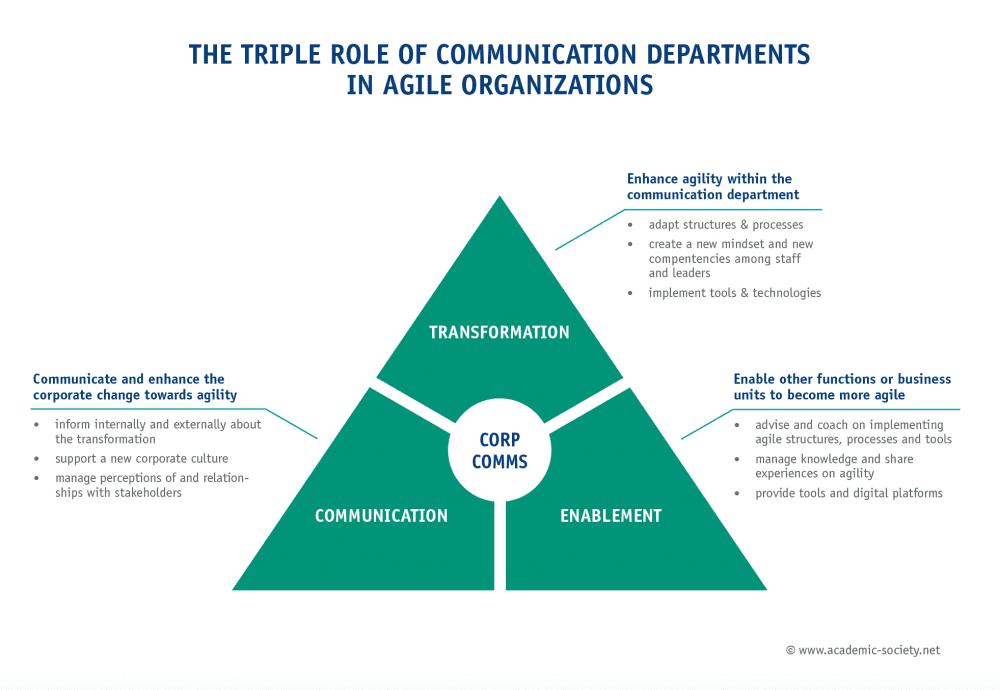 THE TRIPLE ROLE OF COMMUNICATION DEPARTMENTS
IN AGILE ORGANIZATIONS
Enhance agility within the
communication department
• adapt structures & processes
• create a new mindset and new
compentencies among staff
and leaders
• implement tools & technologies
TRANSFORMATION
Communicate and enhance the
corporate change towards agility
• inform internally and externally about
the transformation
• support a new corporate culture
• manage perceptions of and relation-
ships with stakeholders
Enable other functions or business
units to become more agile
• advise and coach on implementing
agile structures, processes and tools
• manage knowledge and share
experiences on agility
• provide tools and digital platforms
CORP
COMMS
COMMUNICATION
ENABLEMENT
© www.academic-society.net